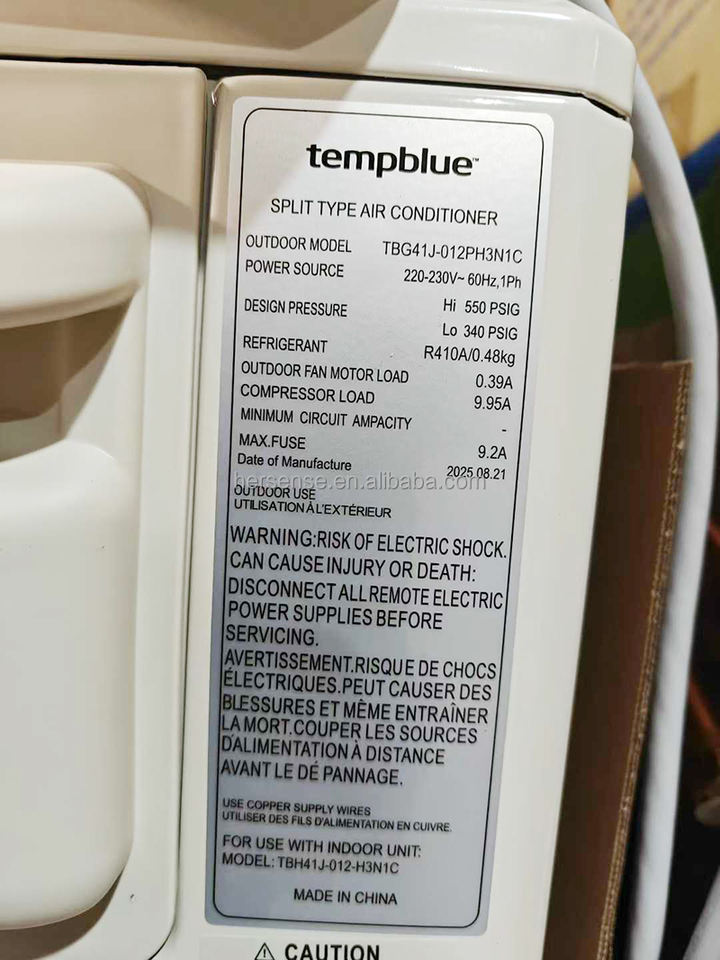 tempblue™
SPLIT TYPE AIR CONDITIONER
OUTDOOR MODEL TBG41J-012PH3N1C
POWER SOURCE 220-230V~ 60Hz,1Ph
DESIGN PRESSURE Hi 550 PSIG
Lo 340 PSIG
REFRIGERANT R410A/0.48kg
OUTDOOR FAN MOTOR LOAD 0.39A
COMPRESSOR LOAD 9.95A
MINIMUM CIRCUIT AMPACITY -
MAX.FUSE 9.2A
Date of Manufacture 2025.08.21
hersense.en.alibaba.com
OUTDOOR USE
UTILISATION À L'EXTÉRIEUR
WARNING:RISK OF ELECTRIC SHOCK.
CAN CAUSE INJURY OR DEATH:
DISCONNECT ALL REMOTE ELECTRIC
POWER SUPPLIES BEFORE
SERVICING.
AVERTISSEMENT.RISQUE DE CHOCS
ÉLECTRIQUES.PEUT CAUSER DES
BLESSURES ET MÊME ENTRAÎNER
LA MORT.COUPER LES SOURCES
D'ALIMENTATION À DISTANCE
AVANT LE DÉ PANNAGE.
USE COPPER SUPPLY WIRES
UTILISER DES FILS D'ALIMENTATION EN CUIVRE.
FOR USE WITH INDOOR UNIT:
MODEL: TBH41J-012-H3N1C
MADE IN CHINA
⚠ CAUTION